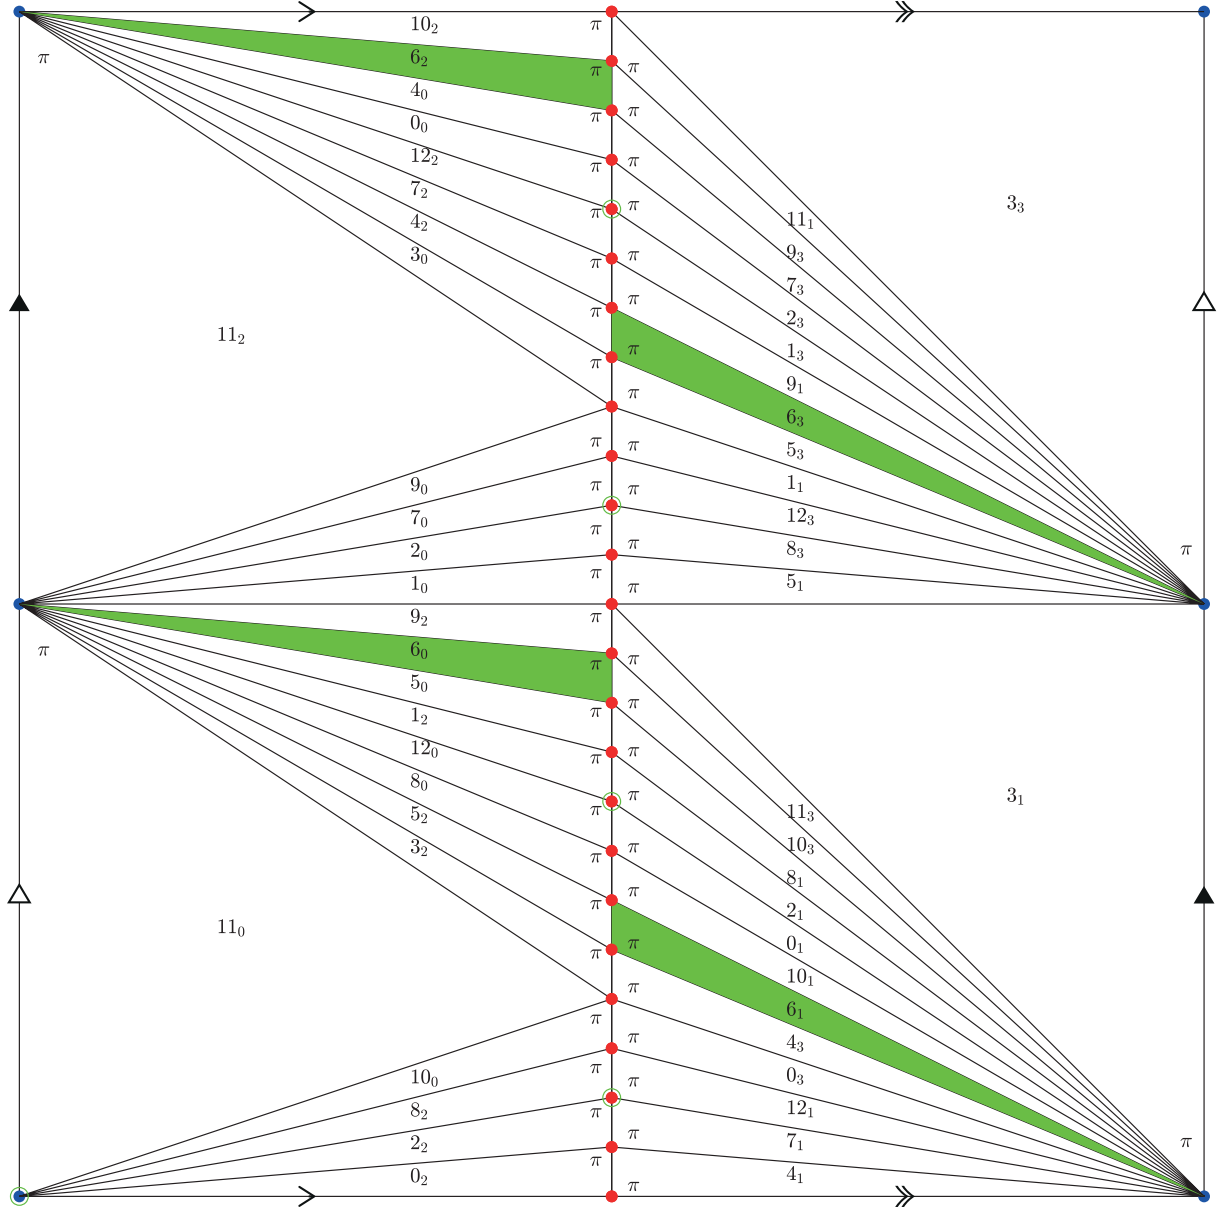 10₂
π
6₂
π
π
π
4₀
π
π
0₀
π
π
12₂
π
π
3₃
7₂
π
π
4₂
11₁
3₀
9₃
π
π
7₃
π
π
2₃
11₂
π
π
1₃
π
9₁
π
6₃
π
π
5₃
9₀
π
π
1₁
7₀
12₃
2₀
π
π
8₃
π
1₀
π
π
5₁
9₂
π
6₀
π
π
π
5₀
π
π
1₂
12₀
π
π
8₀
π
π
3₁
5₂
11₃
3₂
π
π
10₃
8₁
π
π
2₁
11₀
π
π
0₁
10₁
π
6₁
π
π
4₃
10₀
π
π
0₃
8₂
12₁
2₂
π
π
7₁
π
0₂
π
4₁
π